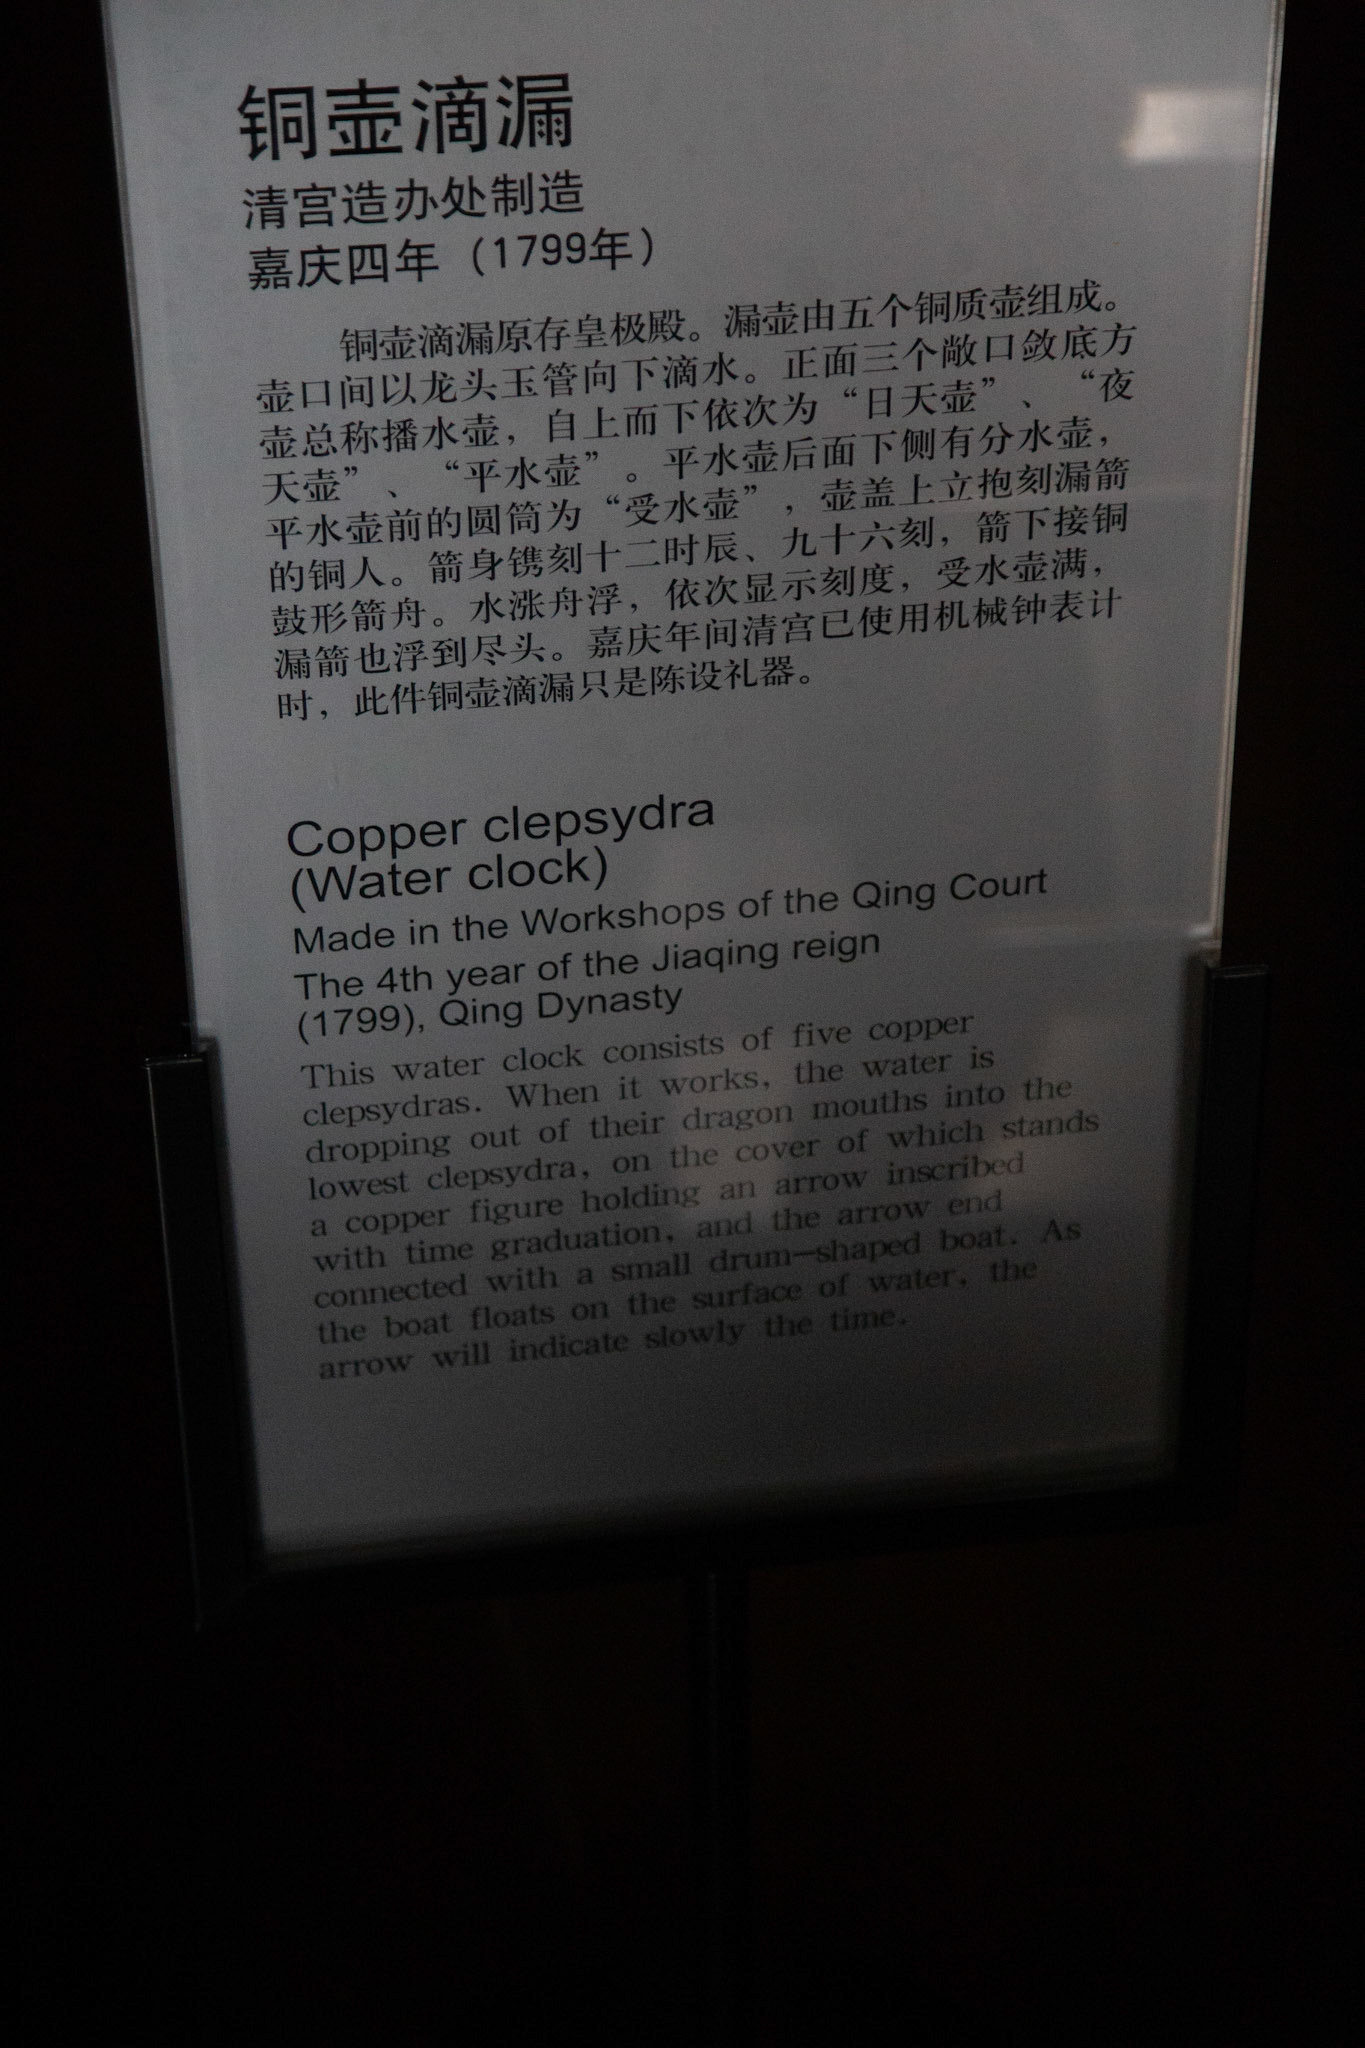 铜壶滴漏
清宫造办处制造
嘉庆四年（1799年）
铜壶滴漏原存皇极殿。漏壶由五个铜质壶组成。
壶口间以龙头玉管向下滴水。正面三个敞口敛底方
壶总称播水壶，自上而下依次为“日天壶”、“夜
天壶”、“平水壶”。平水壶后面下侧有分水壶，
平水壶前的圆筒为“受水壶”，壶盖上立抱刻漏箭
的铜人。箭身镌刻十二时辰、九十六刻，箭下接铜
鼓形箭舟。水涨舟浮，依次显示刻度，受水壶满，
漏箭也浮到尽头。嘉庆年间清宫已使用机械钟表计
时，此件铜壶滴漏只是陈设礼器。
Copper clepsydra
(Water clock)
Made in the Workshops of the Qing Court
The 4th year of the Jiaqing reign
(1799), Qing Dynasty
This water clock consists of five copper
clepsydras. When it works, the water is
dropping out of their dragon mouths into the
lowest clepsydra, on the cover of which stands
a copper figure holding an arrow inscribed
with time graduation, and the arrow end
connected with a small drum-shaped boat. As
the boat floats on the surface of water, the
arrow will indicate slowly the time.